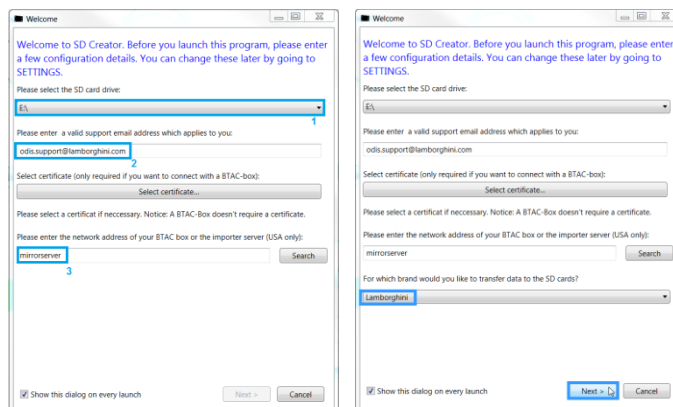 Welcome
Welcome to SD Creator. Before you launch this program, please enter
a few configuration details. You can change these later by going to
SETTINGS.
Please select the SD card drive:
E:\
1
Please enter a valid support email address which applies to you:
odis.support@lamborghini.com
2
Select certificate (only required if you want to connect with a BTAC-box):
Select certificate...
Please select a certificat if neccessary. Notice: A BTAC-Box doesn't require a certificate.
Please enter the network address of your BTAC box or the importer server (USA only):
mirrorserver
Search
3
Show this dialog on every launch
Next >
Cancel
Welcome
Welcome to SD Creator. Before you launch this program, please enter
a few configuration details. You can change these later by going to
SETTINGS.
Please select the SD card drive:
E:\
Please enter a valid support email address which applies to you:
odis.support@lamborghini.com
Select certificate (only required if you want to connect with a BTAC-box):
Select certificate...
Please select a certificat if neccessary. Notice: A BTAC-Box doesn't require a certificate.
Please enter the network address of your BTAC box or the importer server (USA only):
mirrorserver
Search
For which brand would you like to transfer data to the SD cards?
Lamborghini
Show this dialog on every launch
Next >
Cancel